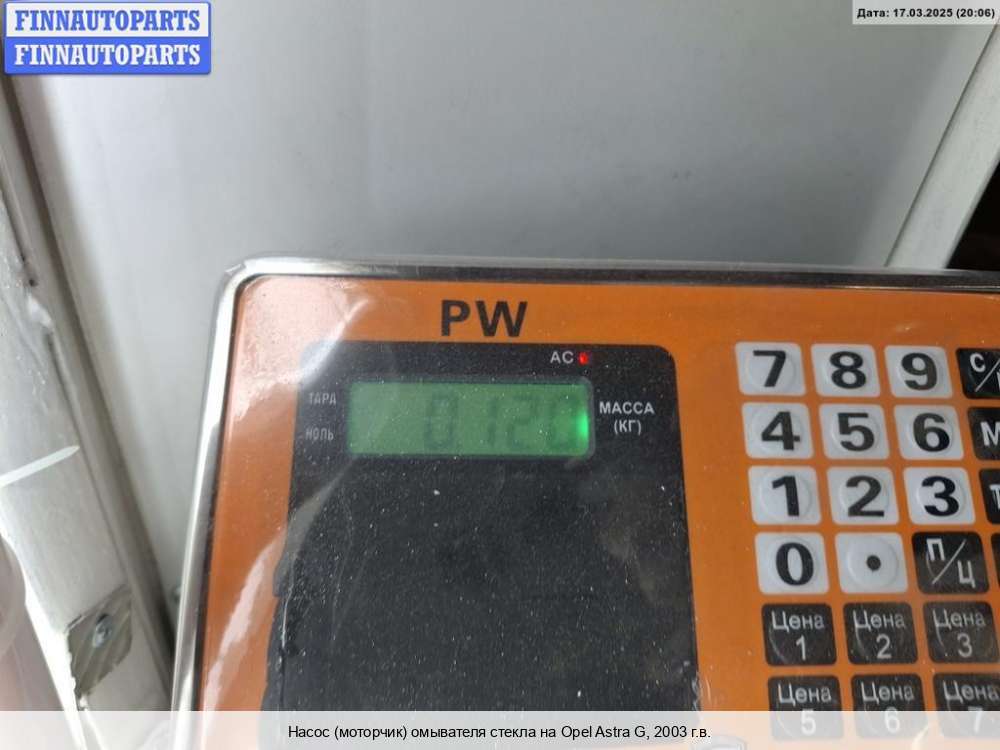 FINNAUTOPARTS
FINNAUTOPARTS
Дата: 17.03.2025 (20:06)
PW
AC
ТАРА
НОЛЬ
0.120
МАССА
(КГ)
7 8 9 С/
4 5 6 М
1 2 3
0 . П/Ц
Цена 1 Цена 2 Цена 3
Цена 5 Цена 6 Цена 7
Насос (моторчик) омывателя стекла на Opel Astra G, 2003 г.в.